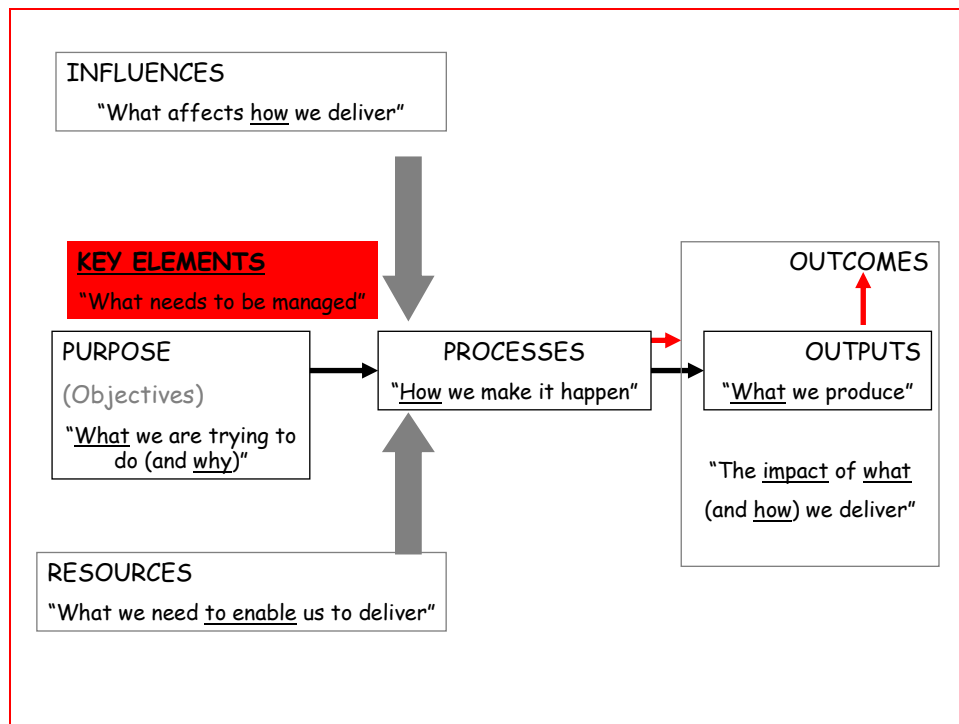 INFLUENCES
“What affects how we deliver”
KEY ELEMENTS
“What needs to be managed”
PURPOSE
(Objectives)
“What we are trying to
do (and why)”
PROCESSES
“How we make it happen”
OUTCOMES
OUTPUTS
“What we produce”
“The impact of what
(and how) we deliver”
RESOURCES
“What we need to enable us to deliver”